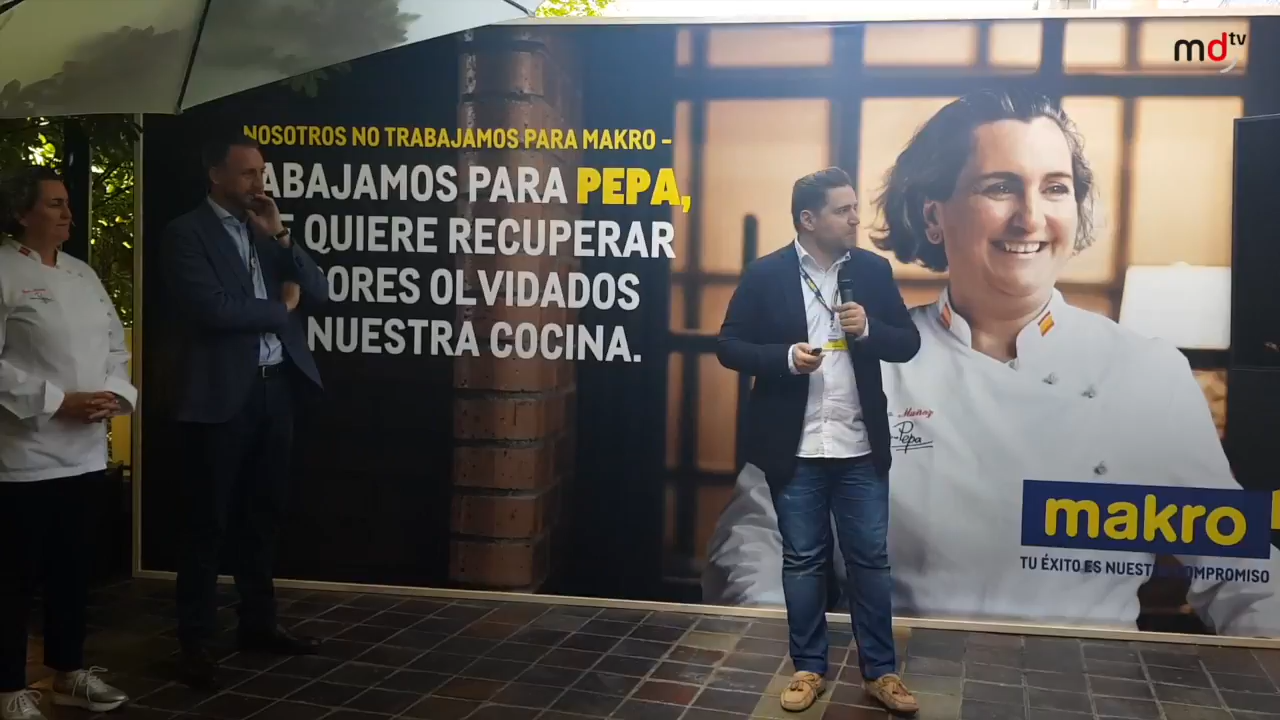 mdtv
NOSOTROS NO TRABAJAMOS PARA MAKRO -
ABAJAMOS PARA PEPA,
E QUIERE RECUPERAR
ORES OLVIDADOS
NUESTRA COCINA.
Muñoz
Pepa
makro
TU ÉXITO ES NUEST COMPROMISO